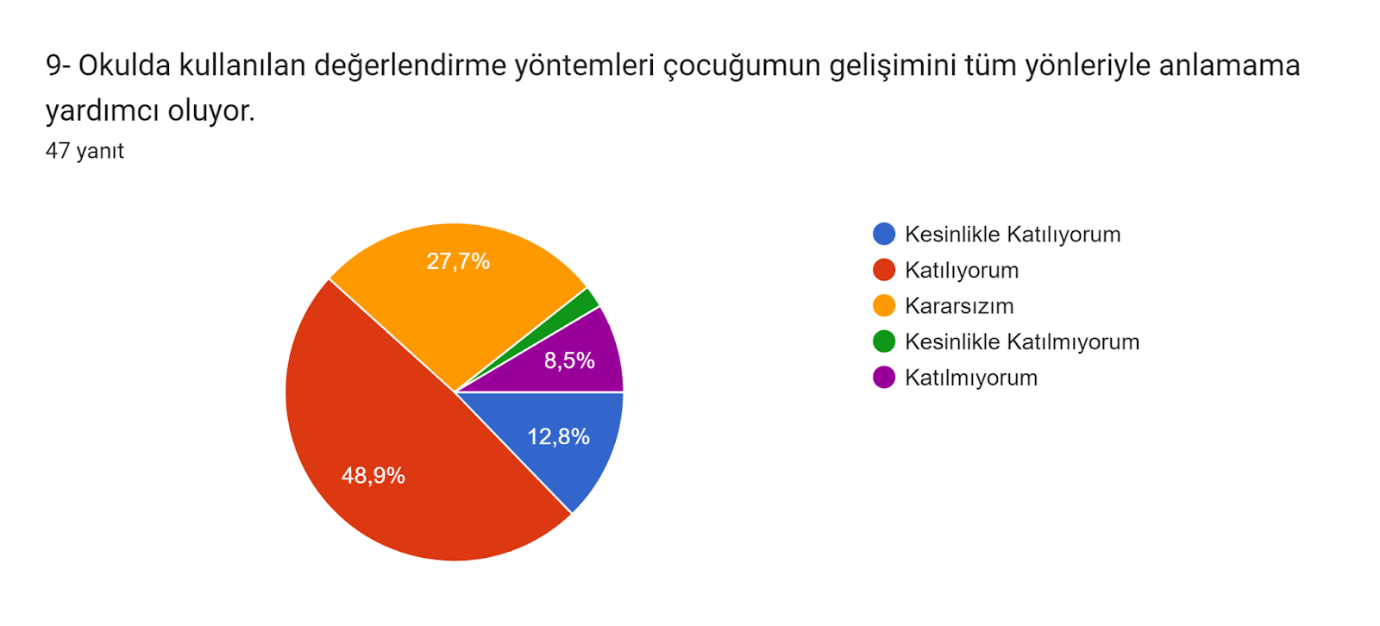 9- Okulda kullanılan değerlendirme yöntemleri çocuğumun gelişimini tüm yönleriyle anlamama
yardımcı oluyor.
47 yanıt
27,7%
8,5%
12,8%
48,9%
Kesinlikle Katılıyorum
Katılıyorum
Kararsızım
Kesinlikle Katılmıyorum
Katılmıyorum